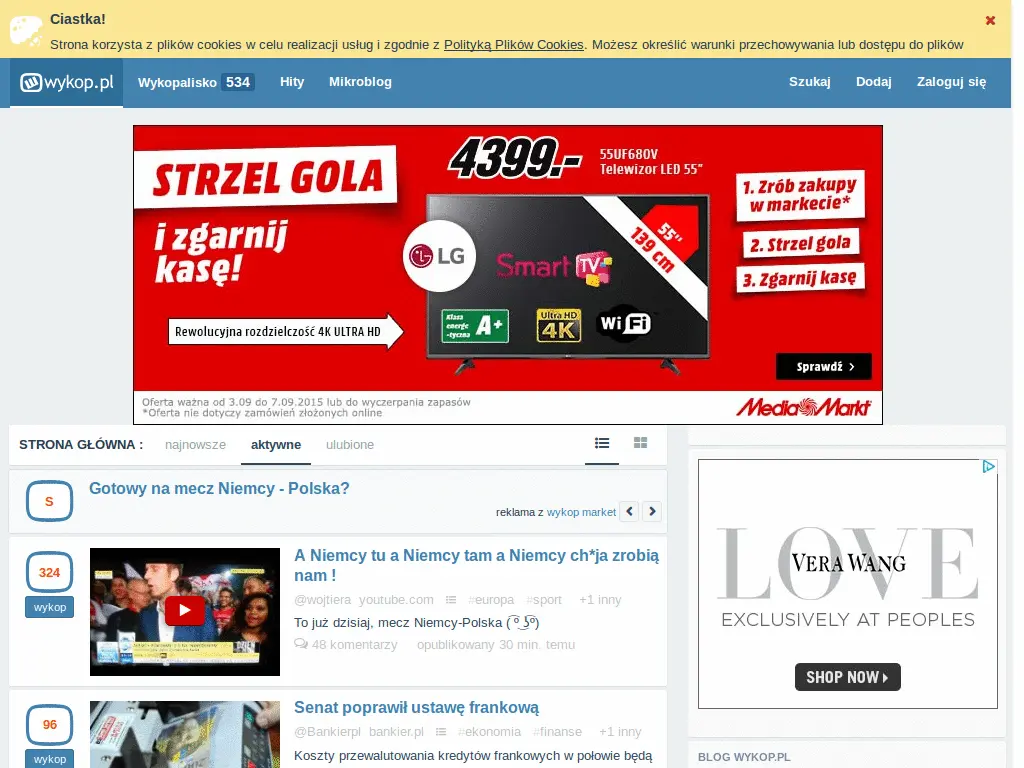 Ciastka!
Strona korzysta z plików cookies w celu realizacji usług i zgodnie z Polityką Plików Cookies. Możesz określić warunki przechowywania lub dostępu do plików
wykop.pl Wykopalisko 534 Hity Mikroblog Szukaj Dodaj Zaloguj się
STRZEL GOLA
i zgarnij
kasę!
Rewolucyjna rozdzielczość 4K ULTRA HD
4399.-
55UF680V
Telewizor LED 55"
LG
Smart TV
55"
139 cm
Klasa
energe
-tyczna
A+
Ultra HD
4K
WiFi
1. Zrób zakupy
w markecie*
2. Strzel gola
3. Zgarnij kasę
Sprawdź
Oferta ważna od 3.09 do 7.09.2015 lub do wyczerpania zapasów
*Oferta nie dotyczy zamówień złożonych online
Media Markt
STRONA GŁÓWNA : najnowsze aktywne ulubione
S
Gotowy na mecz Niemcy - Polska?
reklama z wykop market
324
wykop
A Niemcy tu a Niemcy tam a Niemcy ch*ja zrobią
nam !
@wojtiera youtube.com #europa #sport +1 inny
To już dzisiaj, mecz Niemcy-Polska ( ͡° ͜ʖ ͡°)
48 komentarzy opublikowany 30 min. temu
96
wykop
Senat poprawił ustawę frankową
@Bankierpl bankier.pl #ekonomia #finanse +1 inny
Koszty przewalutowania kredytów frankowych w połowie będą
LOVE
VERA WANG
EXCLUSIVELY AT PEOPLES
SHOP NOW
BLOG WYKOP.PL